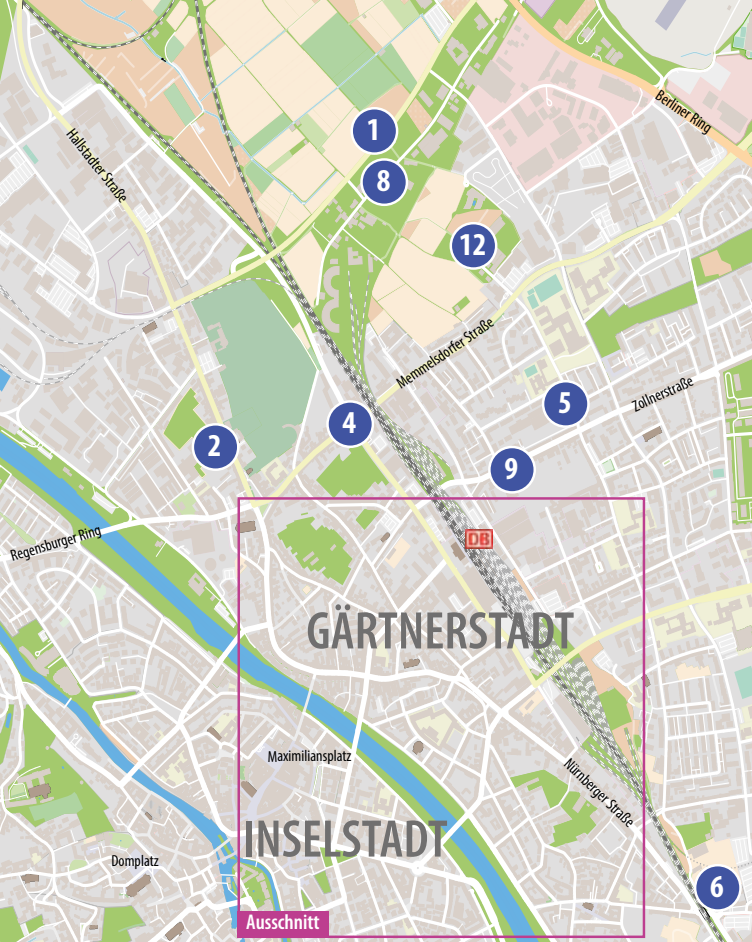 Berliner Ring
1
Hallstadter Straße
8
12
Memmelsdorfer Straße
Zollnerstraße
5
4
2
9
Regensburger Ring
DB
GÄRTNERSTADT
Maximiliansplatz
Nürnberger Straße
INSELSTADT
Domplatz
6
Ausschnitt